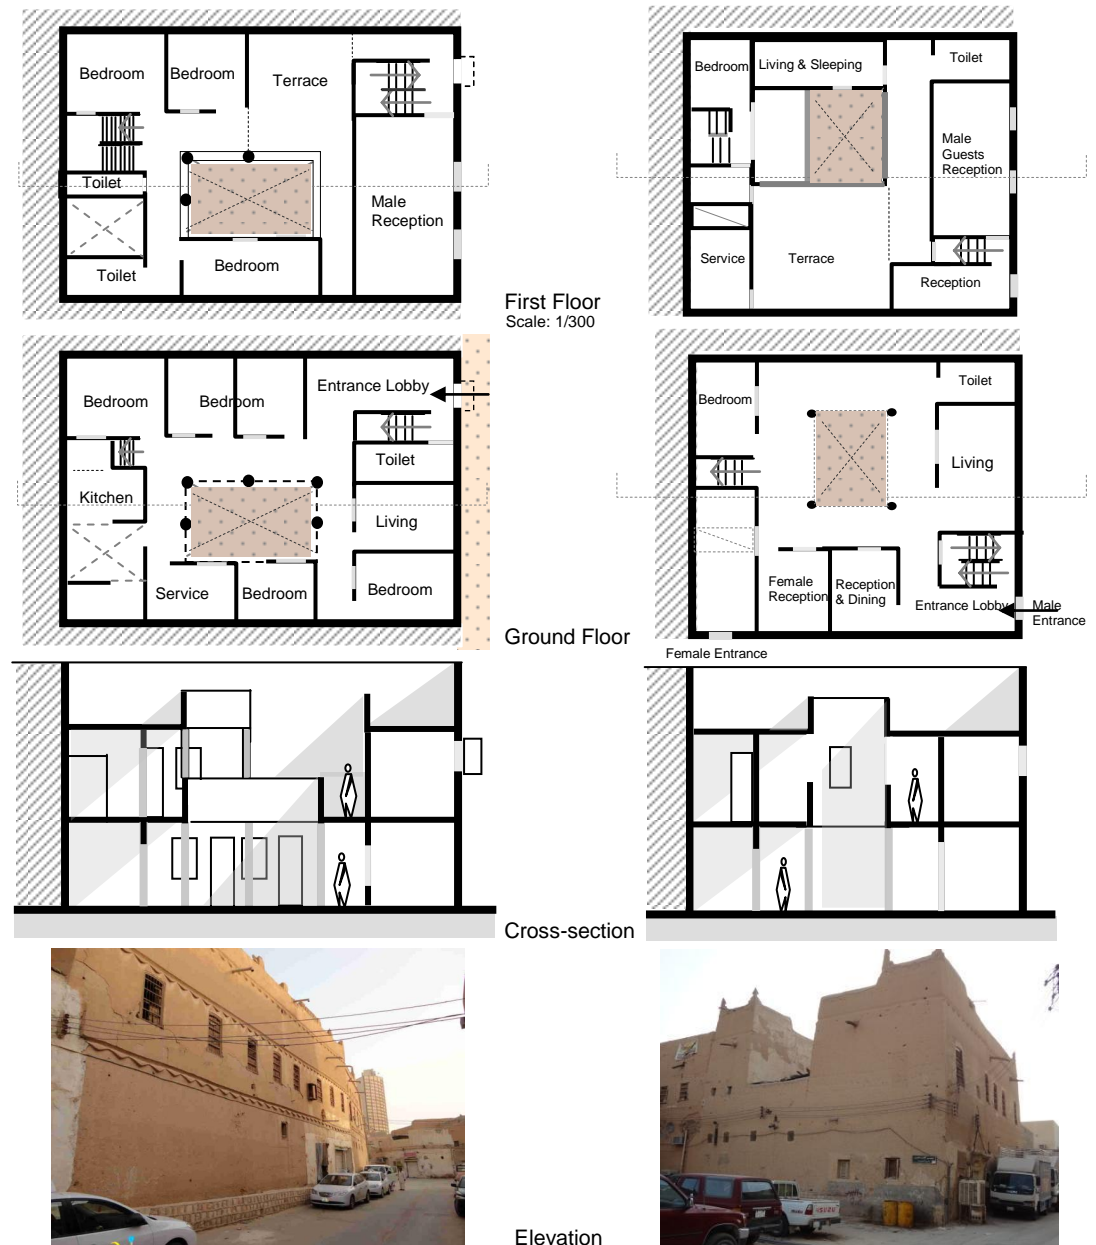 Bedroom
Bedroom
Terrace
Toilet
Male
Reception
Toilet
Bedroom
Bedroom
Living & Sleeping
Toilet
Male
Guests
Reception
Service
Terrace
Reception
First Floor
Scale: 1/300
Entrance Lobby
Bedroom
Bedroom
Toilet
Kitchen
Living
Service
Bedroom
Bedroom
Toilet
Bedroom
Living
Female
Reception
Reception
& Dining
Entrance Lobby
Male
Entrance
Female Entrance
Ground Floor
Cross-section
Elevation